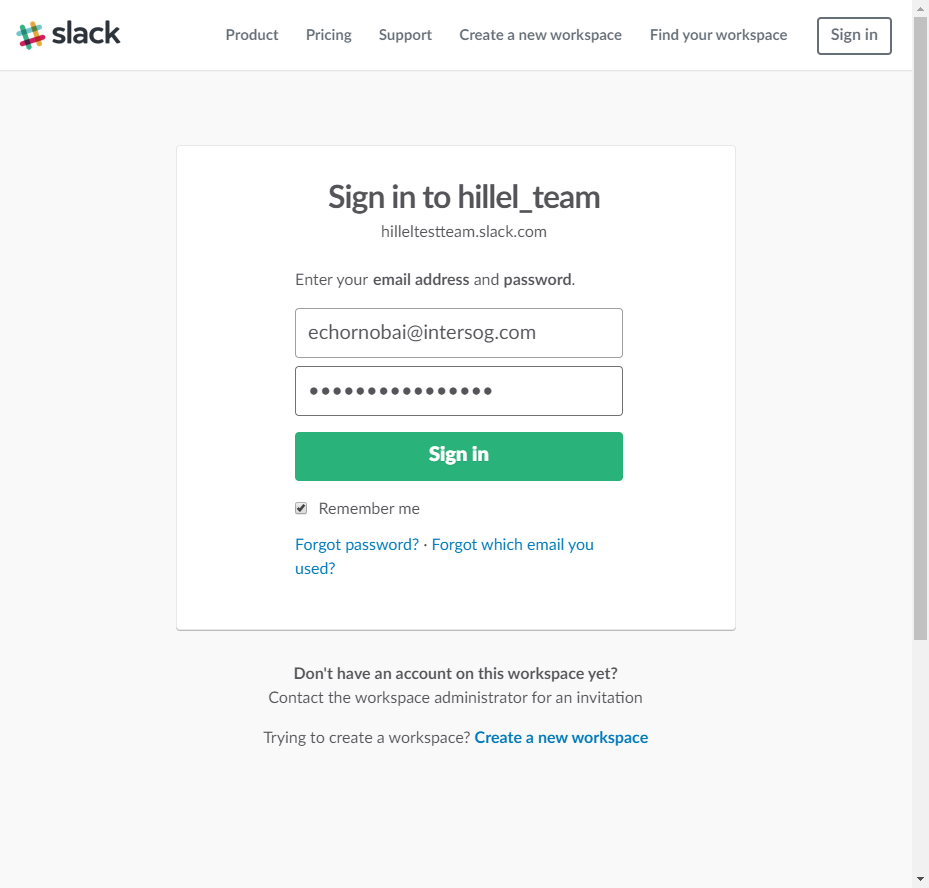 slack
Product Pricing Support Create a new workspace Find your workspace Sign in
Sign in to hillel_team
hilleltestteam.slack.com
Enter your email address and password.
echornobai@intersog.com
••••••••••••••••
Sign in
Remember me
Forgot password? · Forgot which email you
used?
Don't have an account on this workspace yet?
Contact the workspace administrator for an invitation
Trying to create a workspace? Create a new workspace